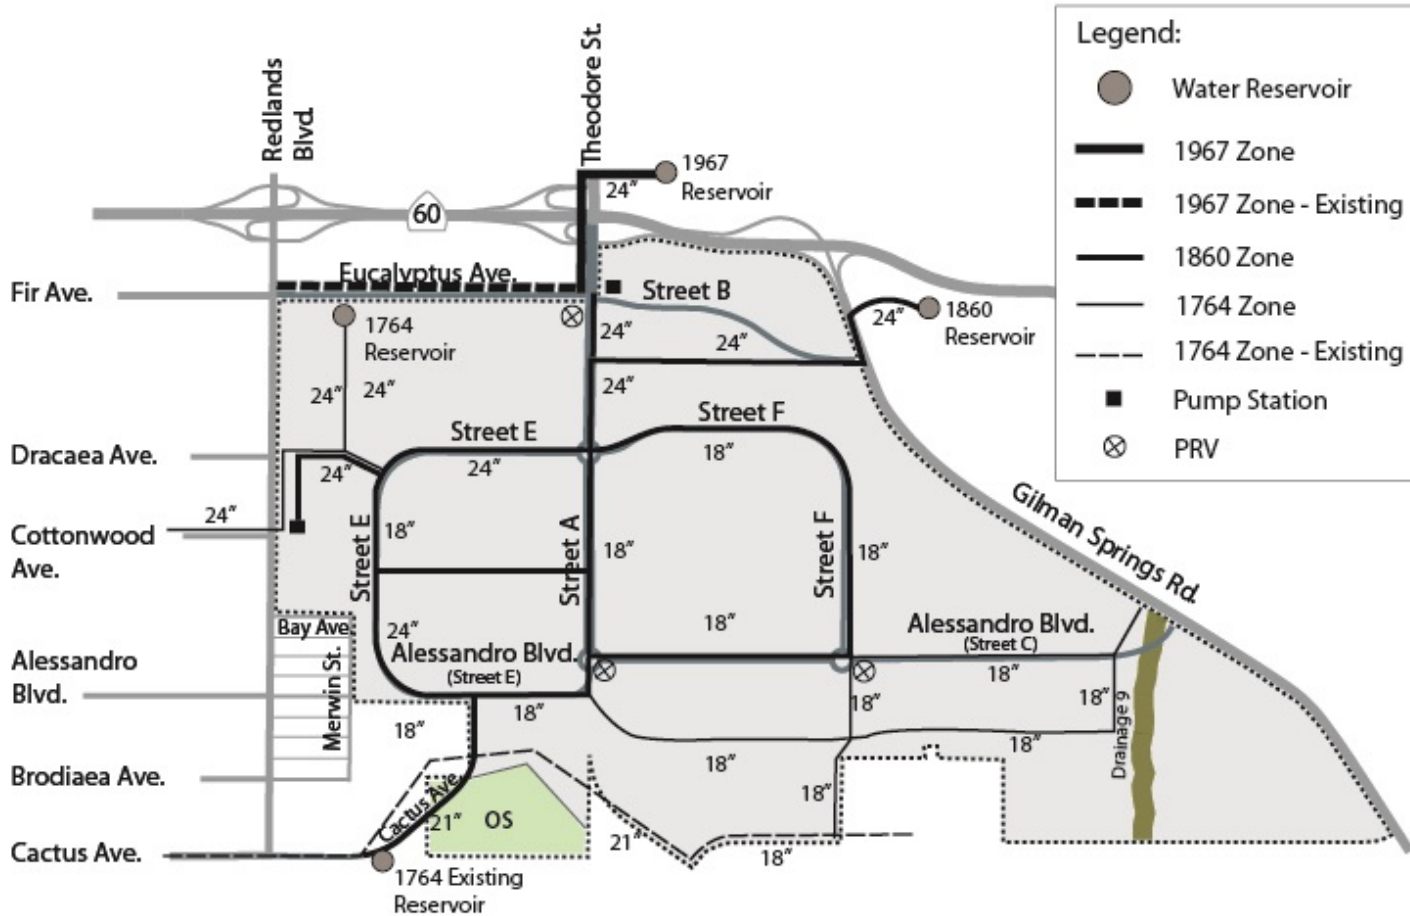 Legend:
Water Reservoir
1967 Zone
1967 Zone - Existing
1860 Zone
1764 Zone
1764 Zone - Existing
Pump Station
PRV
Redlands
Blvd.
Theodore St.
1967
Reservoir
24”
60
Eucalyptus Ave.
Fir Ave.
Street B
1764
Reservoir
24”
24”
24”
1860
Reservoir
24”
24”
24”
Street F
Street E
18”
Dracaea Ave.
24”
24”
Gilman Springs Rd.
24”
Cottonwood
Ave.
Street E
18”
Street A
18”
Street F
18”
Bay Ave
24”
18”
Alessandro Blvd.
(Street C)
Alessandro
Blvd.
Merwin St.
Alessandro Blvd.
(Street E)
18”
18”
18”
18”
18”
18”
18”
Drainage 9
Brodiaea Ave.
18”
Cactus Ave.
21”
OS
21”
18”
Cactus Ave.
1764 Existing
Reservoir